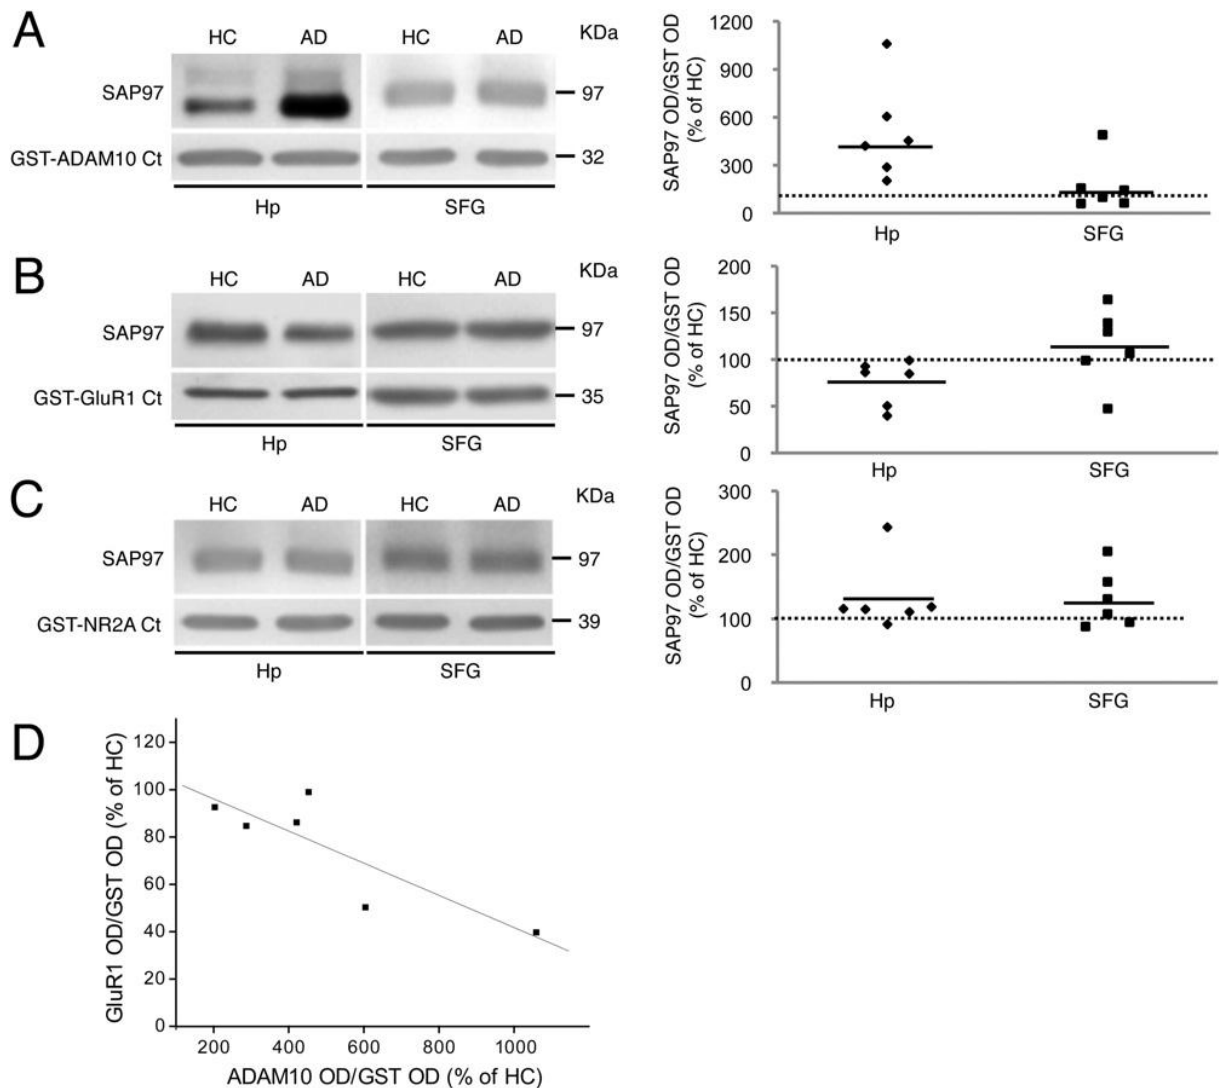 A
HC AD HC AD KDa
SAP97 97
GST-ADAM10 Ct 32
Hp SFG
SAP97 OD/GST OD
(% of HC)
1200
900
600
300
0
Hp SFG
B
HC AD HC AD KDa
SAP97 97
GST-GluR1 Ct 35
Hp SFG
SAP97 OD/GST OD
(% of HC)
200
150
100
50
0
Hp SFG
C
HC AD HC AD KDa
SAP97 97
GST-NR2A Ct 39
Hp SFG
SAP97 OD/GST OD
(% of HC)
300
200
100
0
Hp SFG
D
GluR1 OD/GST OD (% of HC)
120
100
80
60
40
20
0
200 400 600 800 1000
ADAM10 OD/GST OD (% of HC)